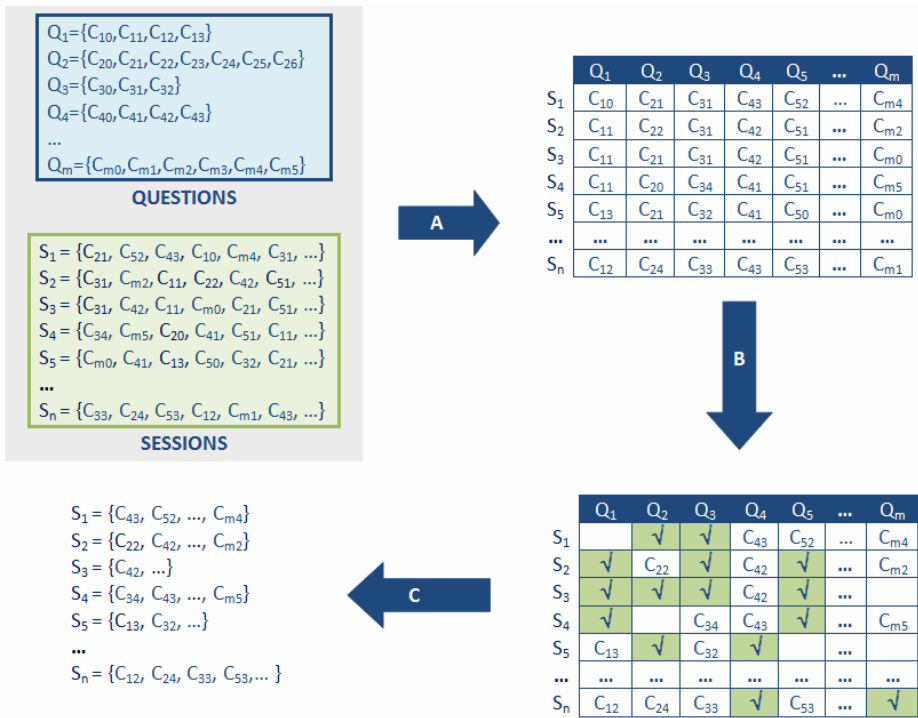 Q1={C10,C11,C12,C13}
Q2={C20,C21,C22,C23,C24,C25,C26}
Q3={C30,C31,C32}
Q4={C40,C41,C42,C43}
...
Qm={Cm0,Cm1,Cm2,Cm3,Cm4,Cm5}
QUESTIONS
S1 = {C21, C52, C43, C10, Cm4, C31, ...}
S2 = {C31, Cm2, C11, C22, C42, C51, ...}
S3 = {C31, C42, C11, Cm0, C21, C51, ...}
S4 = {C34, Cm5, C20, C41, C51, C11, ...}
S5 = {Cm0, C41, C13, C50, C32, C21, ...}
...
Sn = {C33, C24, C53, C12, Cm1, C43, ...}
SESSIONS
A
Q1 Q2 Q3 Q4 Q5 ... Qm
S1 C10 C21 C31 C43 C52 ... Cm4
S2 C11 C22 C31 C42 C51 ... Cm2
S3 C11 C21 C31 C42 C51 ... Cm0
S4 C11 C20 C34 C41 C51 ... Cm5
S5 C13 C21 C32 C41 C50 ... Cm0
... ... ... ... ... ... ... ...
Sn C12 C24 C33 C43 C53 ... Cm1
B
Q1 Q2 Q3 Q4 Q5 ... Qm
S1 √ √ C43 C52 ... Cm4
S2 √ C22 √ C42 √ ... Cm2
S3 √ √ √ C42 √ ...
S4 √ C34 C43 √ ... Cm5
S5 C13 √ C32 √ ...
... ... ... ... ... ... ... ...
Sn C12 C24 C33 √ C53 ... √
C
S1 = {C43, C52, ..., Cm4}
S2 = {C22, C42, ..., Cm2}
S3 = {C42, ...}
S4 = {C34, C43, ..., Cm5}
S5 = {C13, C32, ...}
...
Sn = {C12, C24, C33, C53,... }